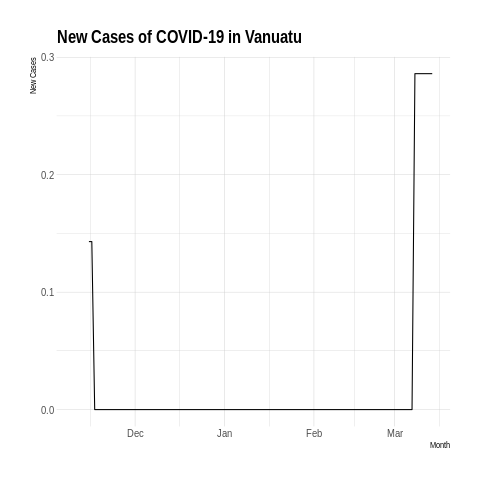 New Cases of COVID-19 in Vanuatu
New Cases
0.3
0.2
0.1
0.0
Dec Jan Feb Mar
Month